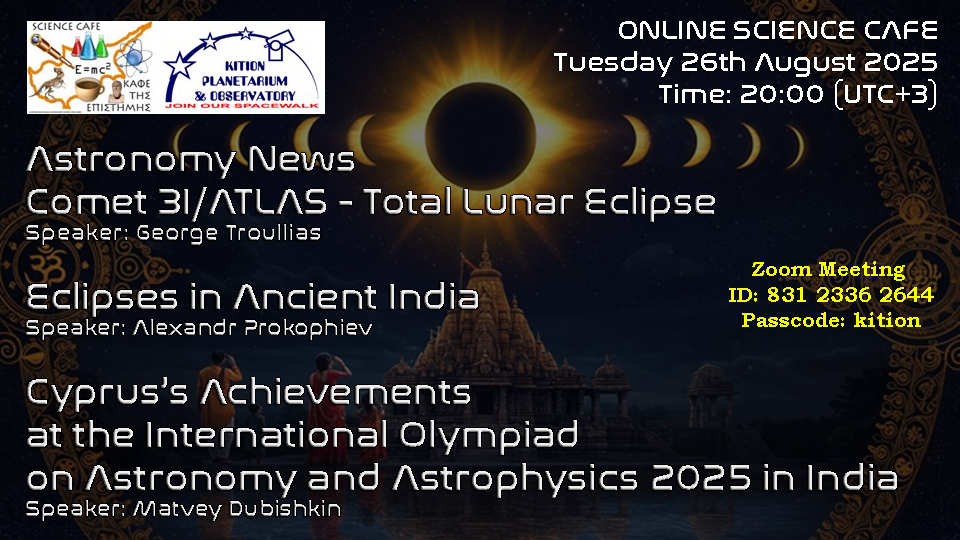 SCIENCE CAFE
E=mc²
ΚΑΦΕ
ΤΗΣ
ΕΠΙΣΤΗΜΗΣ
KITION
PLANETARIUM
& OBSERVATORY
JOIN OUR SPACEWALK
ONLINE SCIENCE CAFE
Tuesday 26th August 2025
Time: 20:00 (UTC+3)
Astronomy News
Comet 3I/ATLAS - Total Lunar Eclipse
Speaker: George Troullias
Eclipses in Ancient India
Speaker: Alexandr Prokophiev
Zoom Meeting
ID: 831 2336 2644
Passcode: kition
Cyprus's Achievements
at the International Olympiad
on Astronomy and Astrophysics 2025 in India
Speaker: Matvey Dubishkin
ॐ